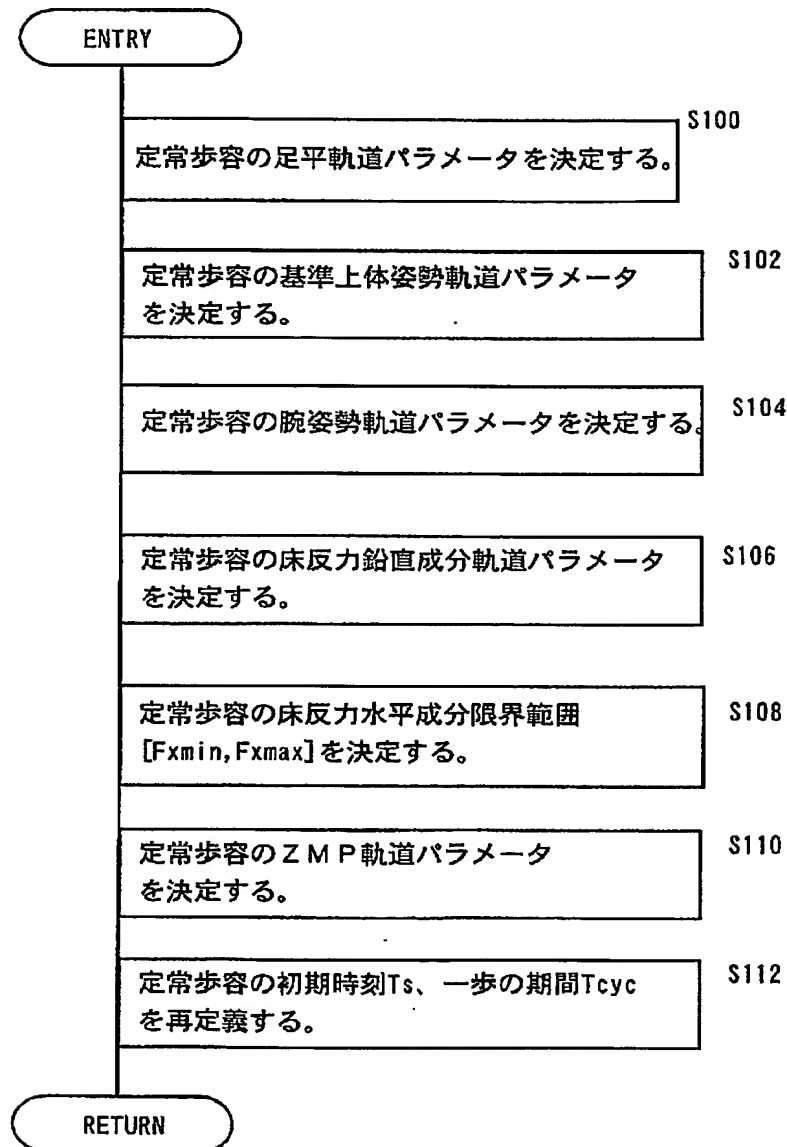 ENTRY
S100
定常歩容の足平軌道パラメータを決定する。
S102
定常歩容の基準上体姿勢軌道パラメータ
を決定する。
S104
定常歩容の腕姿勢軌道パラメータを決定する。
S106
定常歩容の床反力鉛直成分軌道パラメータ
を決定する。
S108
定常歩容の床反力水平成分限界範囲
[Fxmin,Fxmax]を決定する。
S110
定常歩容のZMP軌道パラメータ
を決定する。
S112
定常歩容の初期時刻Ts、一歩の期間Tcyc
を再定義する。
RETURN